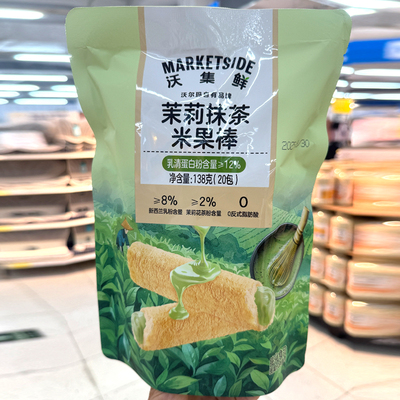 MARKETSIDE
沃集鲜
沃尔玛自有品牌
茉莉抹茶
米果棒
乳清蛋白粉含量≥12%
净含量:138克(20包)
≥8% ≥2% 0
新西兰乳粉含量 茉莉花茶粉含量 0反式脂肪酸